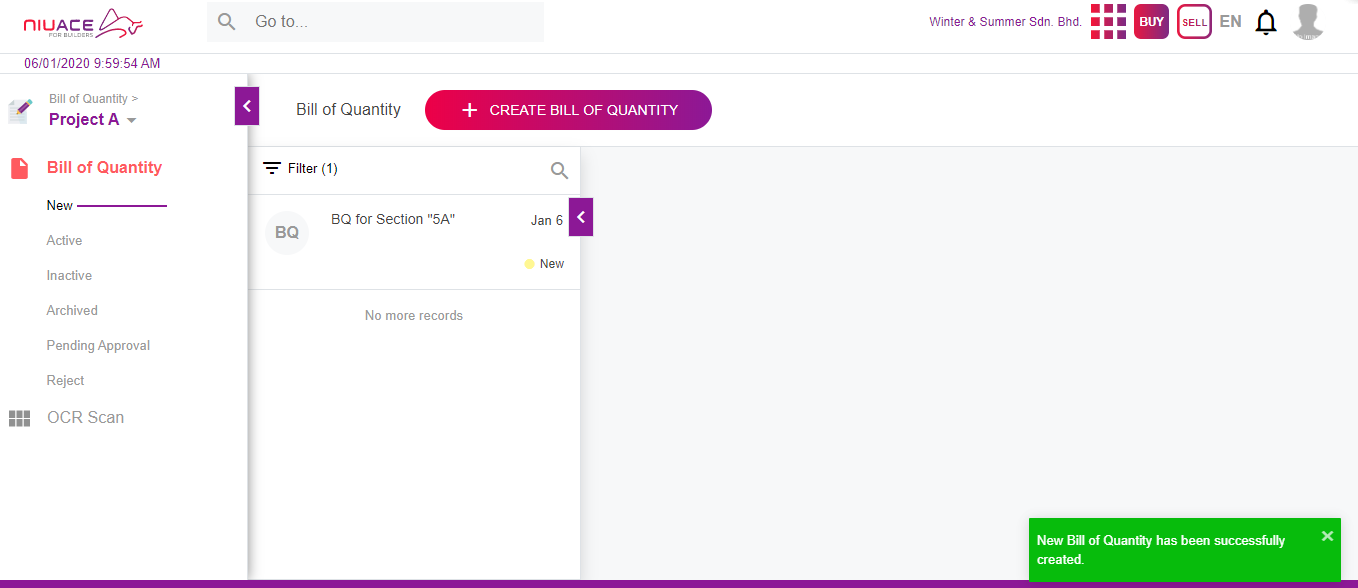 NIUACE
FOR BUILDERS
Go to...
Winter & Summer Sdn. Bhd.
BUY
SELL
EN
06/01/2020 9:59:54 AM
Bill of Quantity >
Project A
Bill of Quantity
CREATE BILL OF QUANTITY
Bill of Quantity
New
Active
Inactive
Archived
Pending Approval
Reject
OCR Scan
Filter (1)
BQ
BQ for Section "5A"
Jan 6
New
No more records
New Bill of Quantity has been successfully
created.